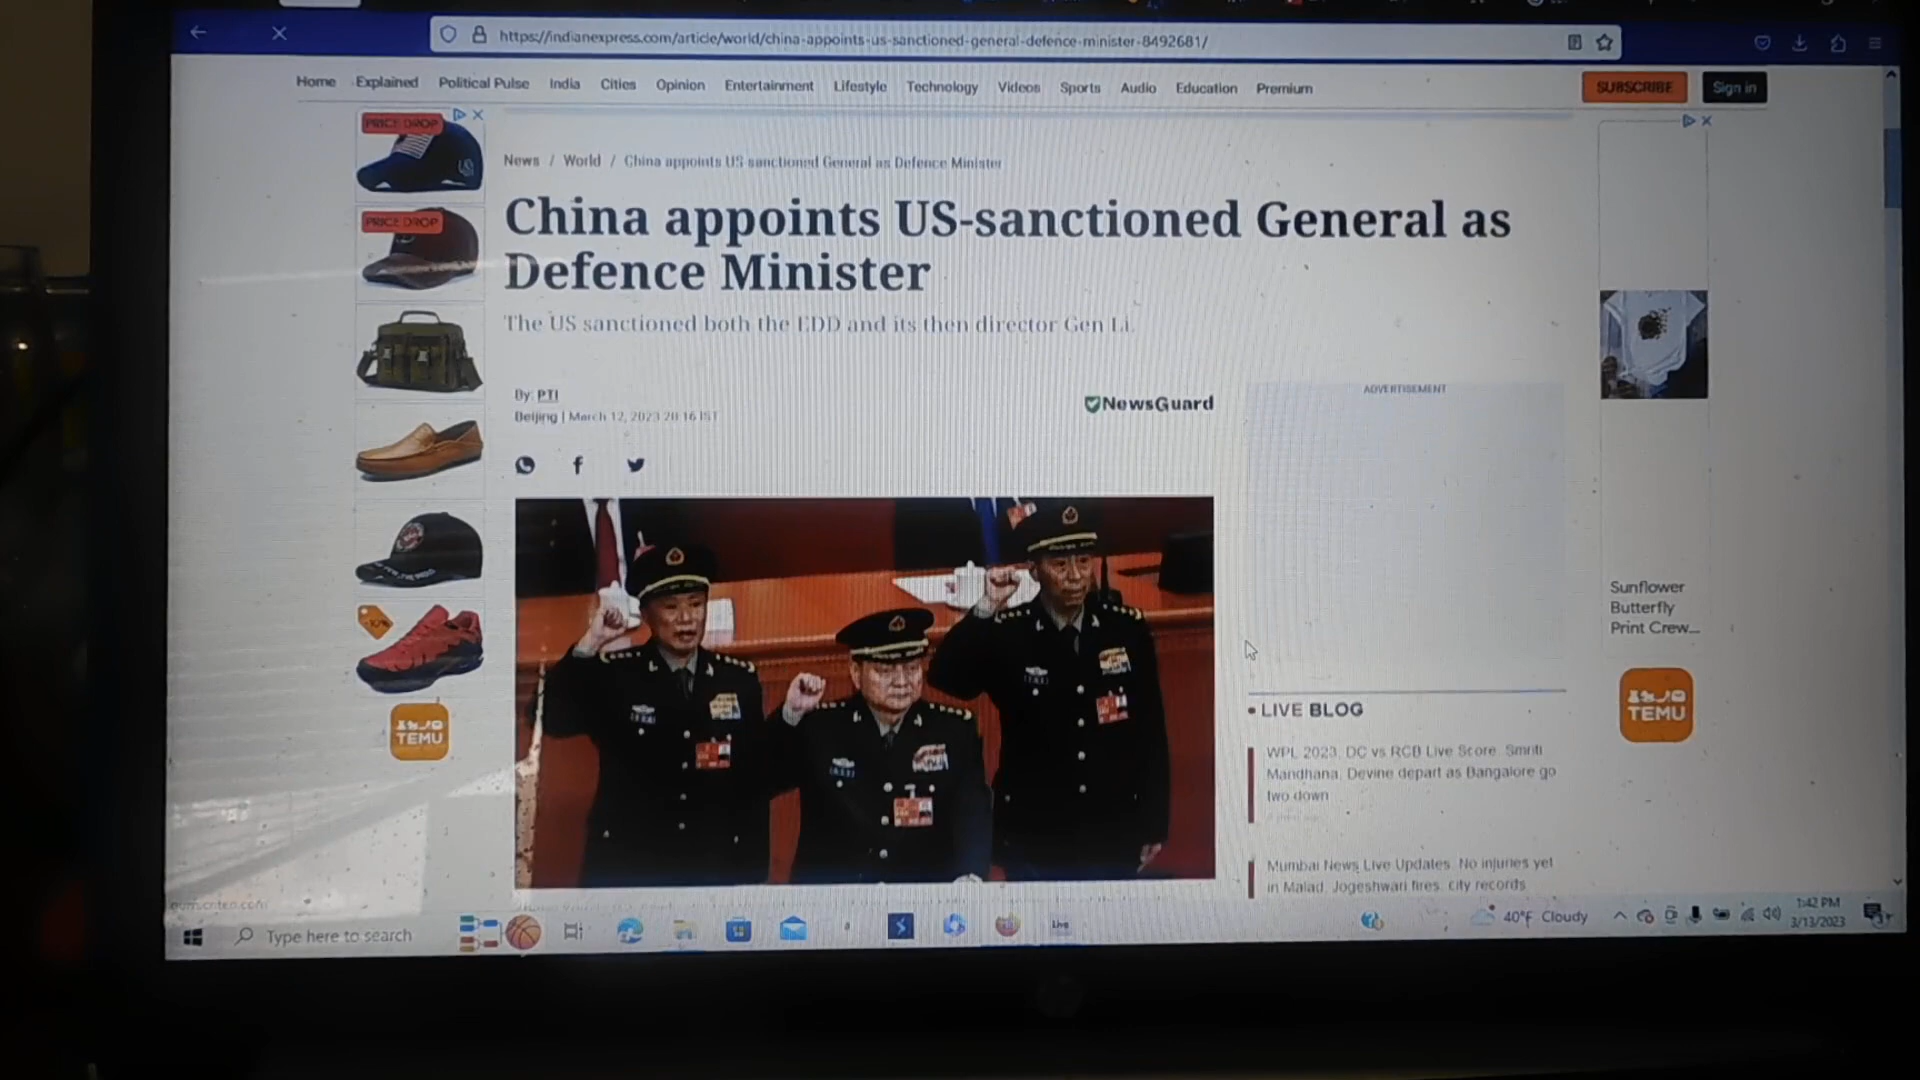 https://indianexpress.com/article/world/china-appoints-us-sanctioned-general-defence-minister-8492681/
Home Explained Political Pulse India Cities Opinion Entertainment Lifestyle Technology Videos Sports Audio Education Premium
SUBSCRIBE Sign in
PRICE DROP
PRICE DROP
News / World / China appoints US-sanctioned General as Defence Minister
China appoints US-sanctioned General as
Defence Minister
The US sanctioned both the EDD and its then director Gen Li.
By: PTI
Beijing | March 12, 2023 20:16 IST
NewsGuard
ADVERTISEMENT
-10%
TEMU
Sunflower
Butterfly
Print Crew...
TEMU
• LIVE BLOG
WPL 2023, DC vs RCB Live Score: Smriti
Mandhana, Devine depart as Bangalore go
two down
Mumbai News Live Updates: No injuries yet
in Malad, Jogeshwari fires; city records
Type here to search
Live
40°F Cloudy
1:42 PM
3/13/2023